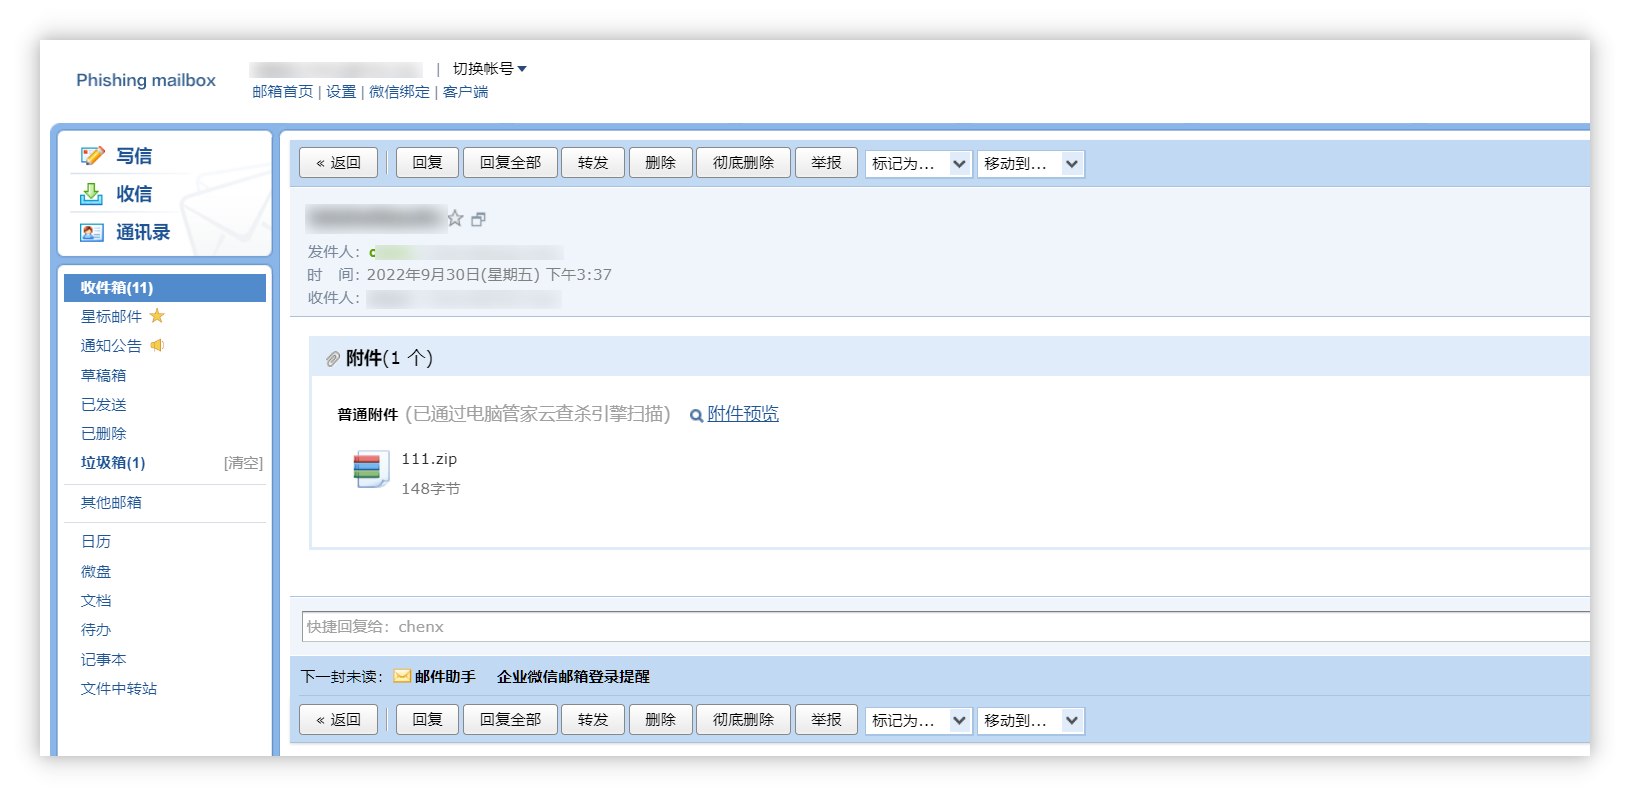 Phishing mailbox
| 切换帐号
邮箱首页 | 设置 | 微信绑定 | 客户端
写信
收信
通讯录
收件箱(11)
星标邮件
通知公告
草稿箱
已发送
已删除
垃圾箱(1) [清空]
其他邮箱
日历
微盘
文档
待办
记事本
文件中转站
« 返回 回复 回复全部 转发 删除 彻底删除 举报 标记为... 移动到...
发件人： c
时 间： 2022年9月30日(星期五) 下午3:37
收件人：
附件(1 个)
普通附件 (已通过电脑管家云查杀引擎扫描) 附件预览
111.zip
148字节
快捷回复给：chenx
下一封未读： 邮件助手 企业微信邮箱登录提醒
« 返回 回复 回复全部 转发 删除 彻底删除 举报 标记为... 移动到...